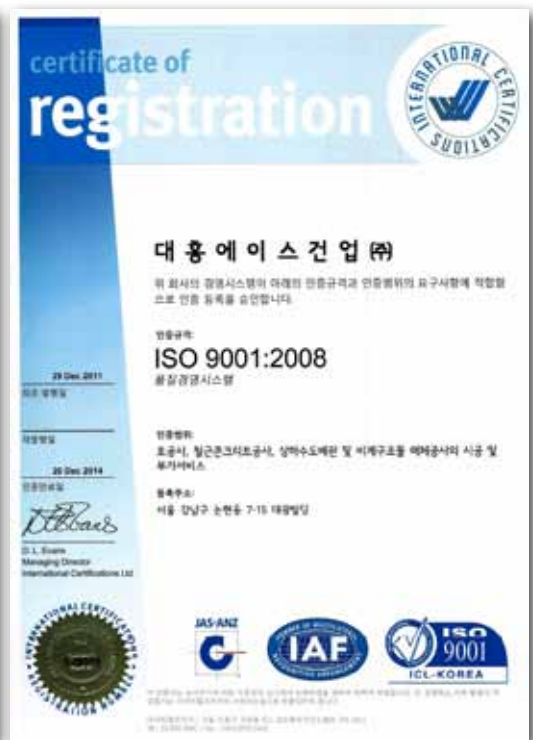 certificate of
registration
INTERNATIONAL CERTIFICATIONS
대흥에이스건업㈜
위 회사의 경영시스템이 아래의 인증규격과 인증범위의 요구사항에 적합함
으로 인증 등록을 승인합니다.
인증규격:
ISO 9001:2008
품질경영시스템
29 Dec 2011
최초 발행일
인증범위:
토공사, 철근콘크리트공사, 상하수도배관 및 비계구조물 해체공사의 시공 및
부가서비스
28 Dec 2014
인증만료일
등록주소:
서울 강남구 논현동 7-15 대광빌딩
D. L. Evans
Managing Director
International Certifications Ltd
INTERNATIONAL CERTIFICATIONS
REGISTRATION NUMBER
JAS-ANZ
IAF
ISO
9001
ICL-KOREA